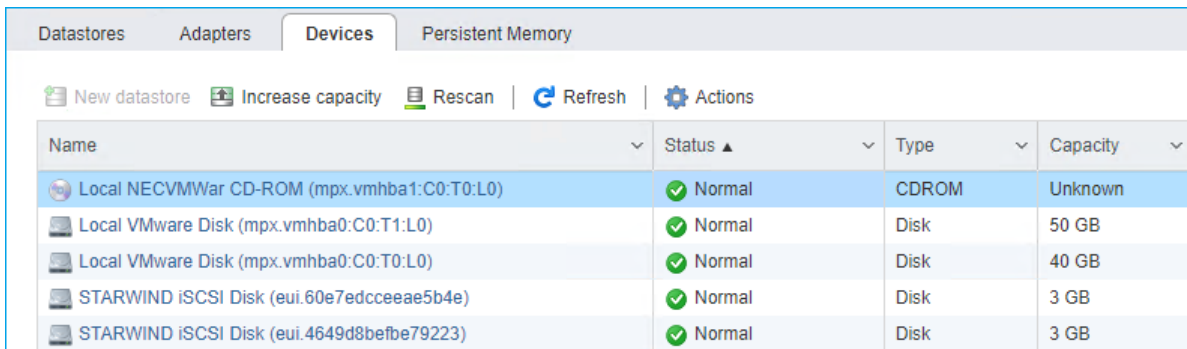 Datastores Adapters Devices Persistent Memory
New datastore Increase capacity Rescan Refresh Actions
Name Status Type Capacity
Local NECVMWar CD-ROM (mpx.vmhba1:C0:T0:L0) Normal CDROM Unknown
Local VMware Disk (mpx.vmhba0:C0:T1:L0) Normal Disk 50 GB
Local VMware Disk (mpx.vmhba0:C0:T0:L0) Normal Disk 40 GB
STARWIND iSCSI Disk (eui.60e7edcceeae5b4e) Normal Disk 3 GB
STARWIND iSCSI Disk (eui.4649d8befbe79223) Normal Disk 3 GB